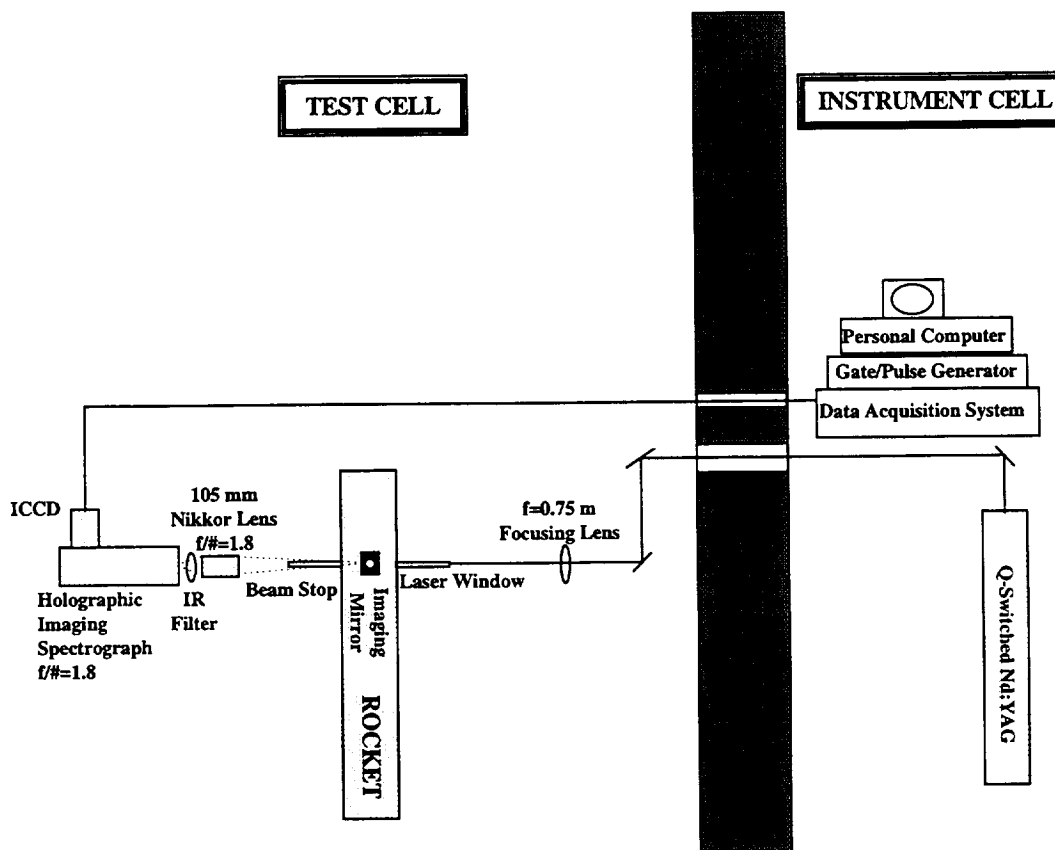 TEST CELL
INSTRUMENT CELL
Personal Computer
Gate/Pulse Generator
Data Acquisition System
ICCD
105 mm
Nikkor Lens
f/#=1.8
f=0.75 m
Focusing Lens
Beam Stop
Laser Window
Holographic
Imaging
Spectrograph
f/#=1.8
IR
Filter
Imaging
Mirror
ROCKET
Q-Switched Nd:YAG